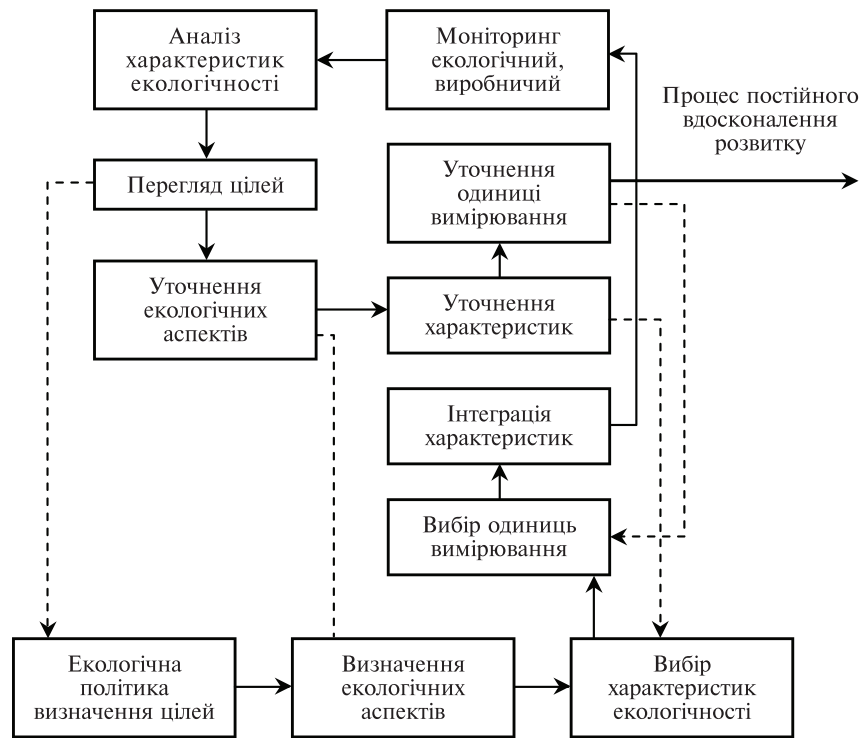 Аналіз
характеристик
екологічності
Моніторинг
екологічний,
виробничий
Процес постійного
вдосконалення
розвитку
Перегляд цілей
Уточнення
одиниці
вимірювання
Уточнення
екологічних
аспектів
Уточнення
характеристик
Інтеграція
характеристик
Вибір одиниць
вимірювання
Екологічна
політика
визначення цілей
Визначення
екологічних
аспектів
Вибір
характеристик
екологічності